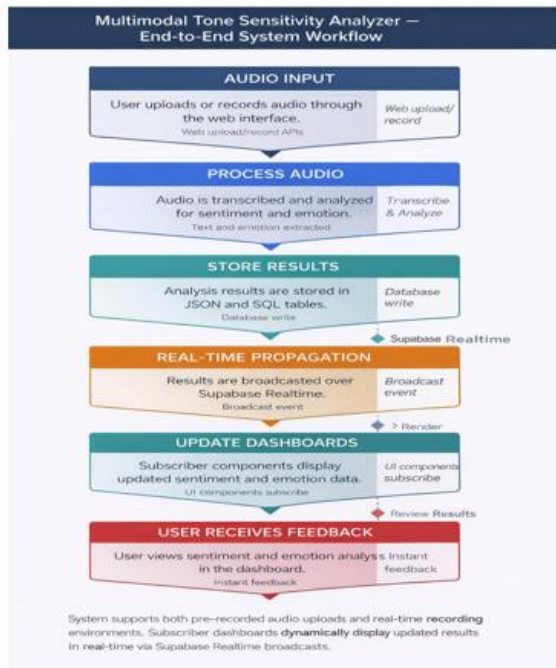 Multimodal Tone Sensitivity Analyzer —
End-to-End System Workflow
AUDIO INPUT
User uploads or records audio through
the web interface.
Web upload/record APIs
Web upload/
record
PROCESS AUDIO
Audio is transcribed and analyzed
for sentiment and emotion.
Text and emotion extracted
Transcribe
& Analyze
STORE RESULTS
Analysis results are stored in
JSON and SQL tables.
Database write
Database
write
Supabase Realtime
REAL-TIME PROPAGATION
Results are broadcasted over
Supabase Realtime.
Broadcast event
Broadcast
event
> Render
UPDATE DASHBOARDS
Subscriber components display
updated sentiment and emotion data.
UI components subscribe
UI components
subscribe
Review Results
USER RECEIVES FEEDBACK
User views sentiment and emotion analysis
in the dashboard.
Instant feedback
Instant
feedback
System supports both pre-recorded audio uploads and real-time recording
environments. Subscriber dashboards dynamically display updated results
in real-time via Supabase Realtime broadcasts.